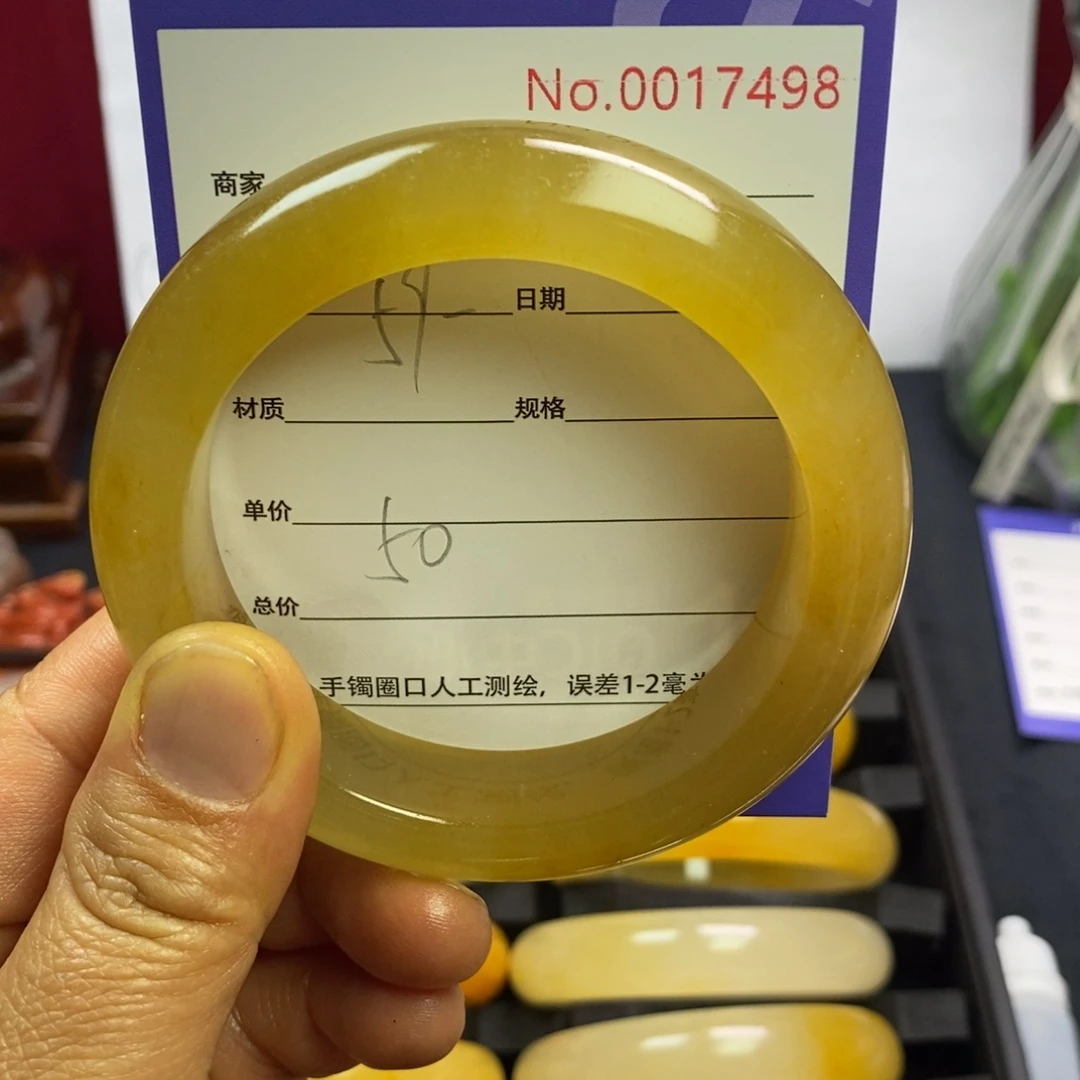 No.0017498
商家
59-
日期
材质 规格
单价
50
总价
手镯圈口人工测绘，误差1-2毫